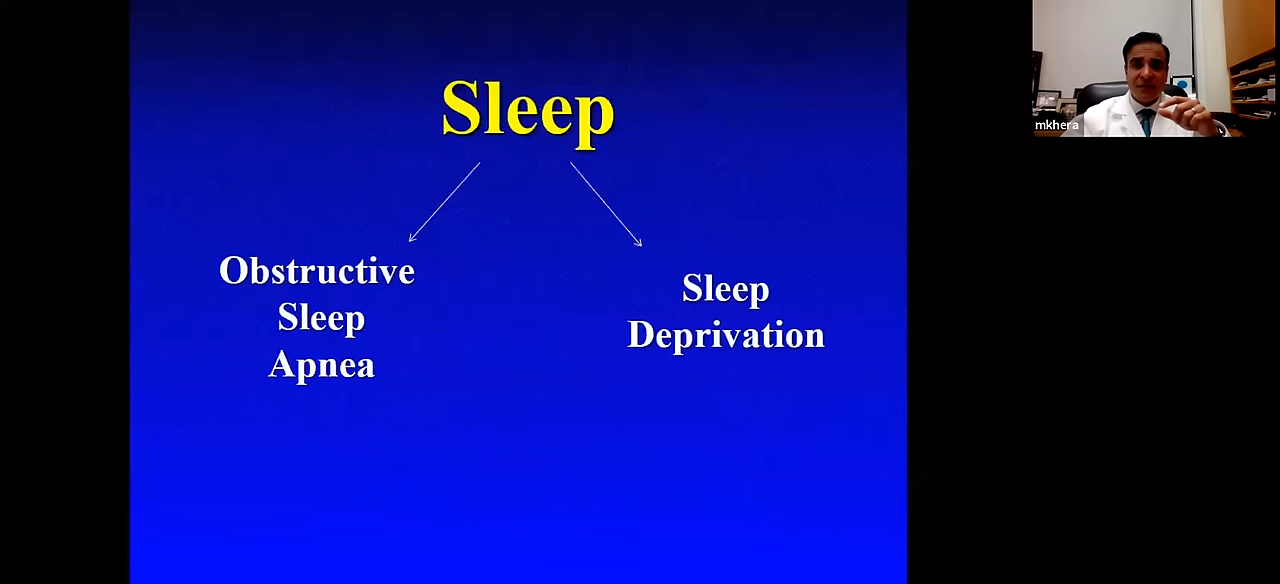 Sleep
Obstructive
Sleep
Apnea
Sleep
Deprivation
mkhera